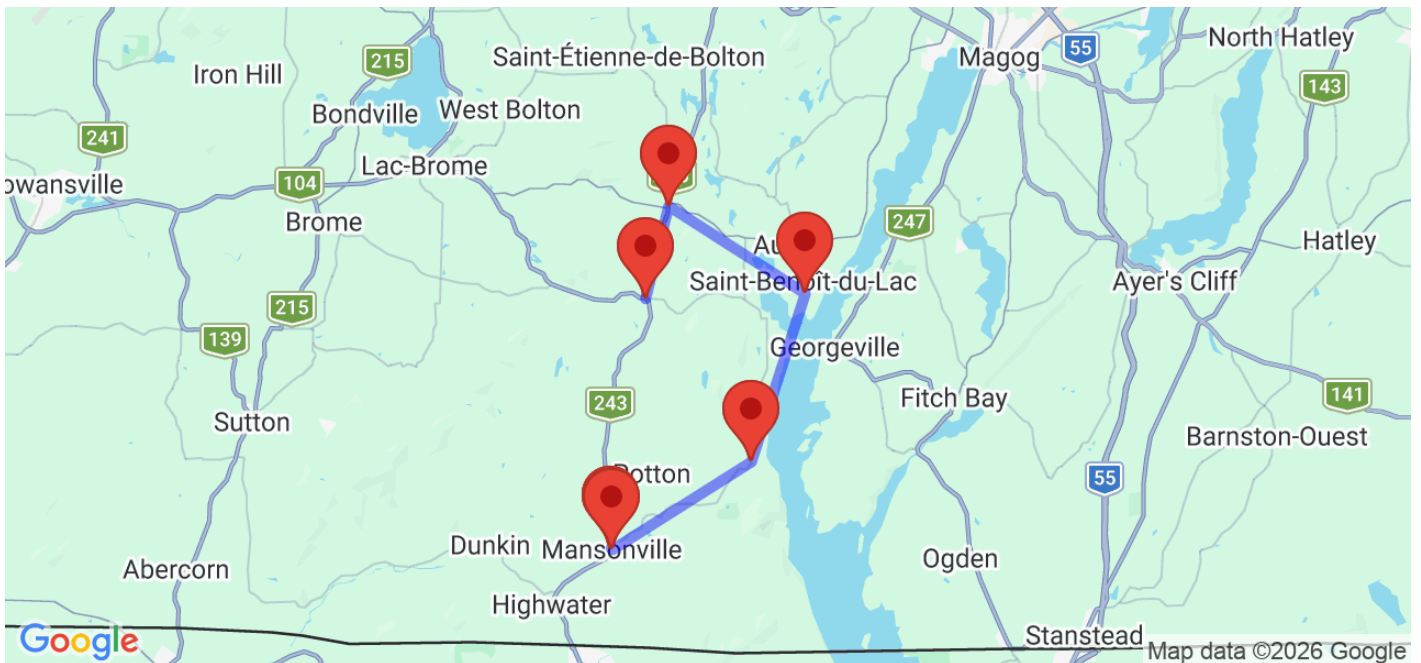 Saint-Étienne-de-Bolton
Magog
55
North Hatley
215
Iron Hill
143
Bondville
West Bolton
241
Lac-Brome
owansville
104
Brome
247
Hatley
Saint-Benoît-du-Lac
Ayer's Cliff
215
139
Georgeville
243
Fitch Bay
141
Sutton
Barnston-Ouest
Potton
55
Dunkin
Mansonville
Ogden
Abercorn
Highwater
Stanstead
Google
Map data ©2026 Google